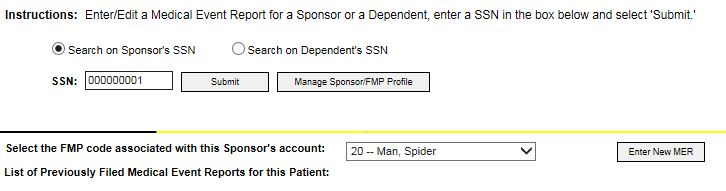 Instructions: Enter/Edit a Medical Event Report for a Sponsor or a Dependent, enter a SSN in the box below and select 'Submit.'
Search on Sponsor's SSN Search on Dependent's SSN
SSN: 000000001 Submit Manage Sponsor/FMP Profile
Select the FMP code associated with this Sponsor's account: 20 -- Man, Spider Enter New MER
List of Previously Filed Medical Event Reports for this Patient: